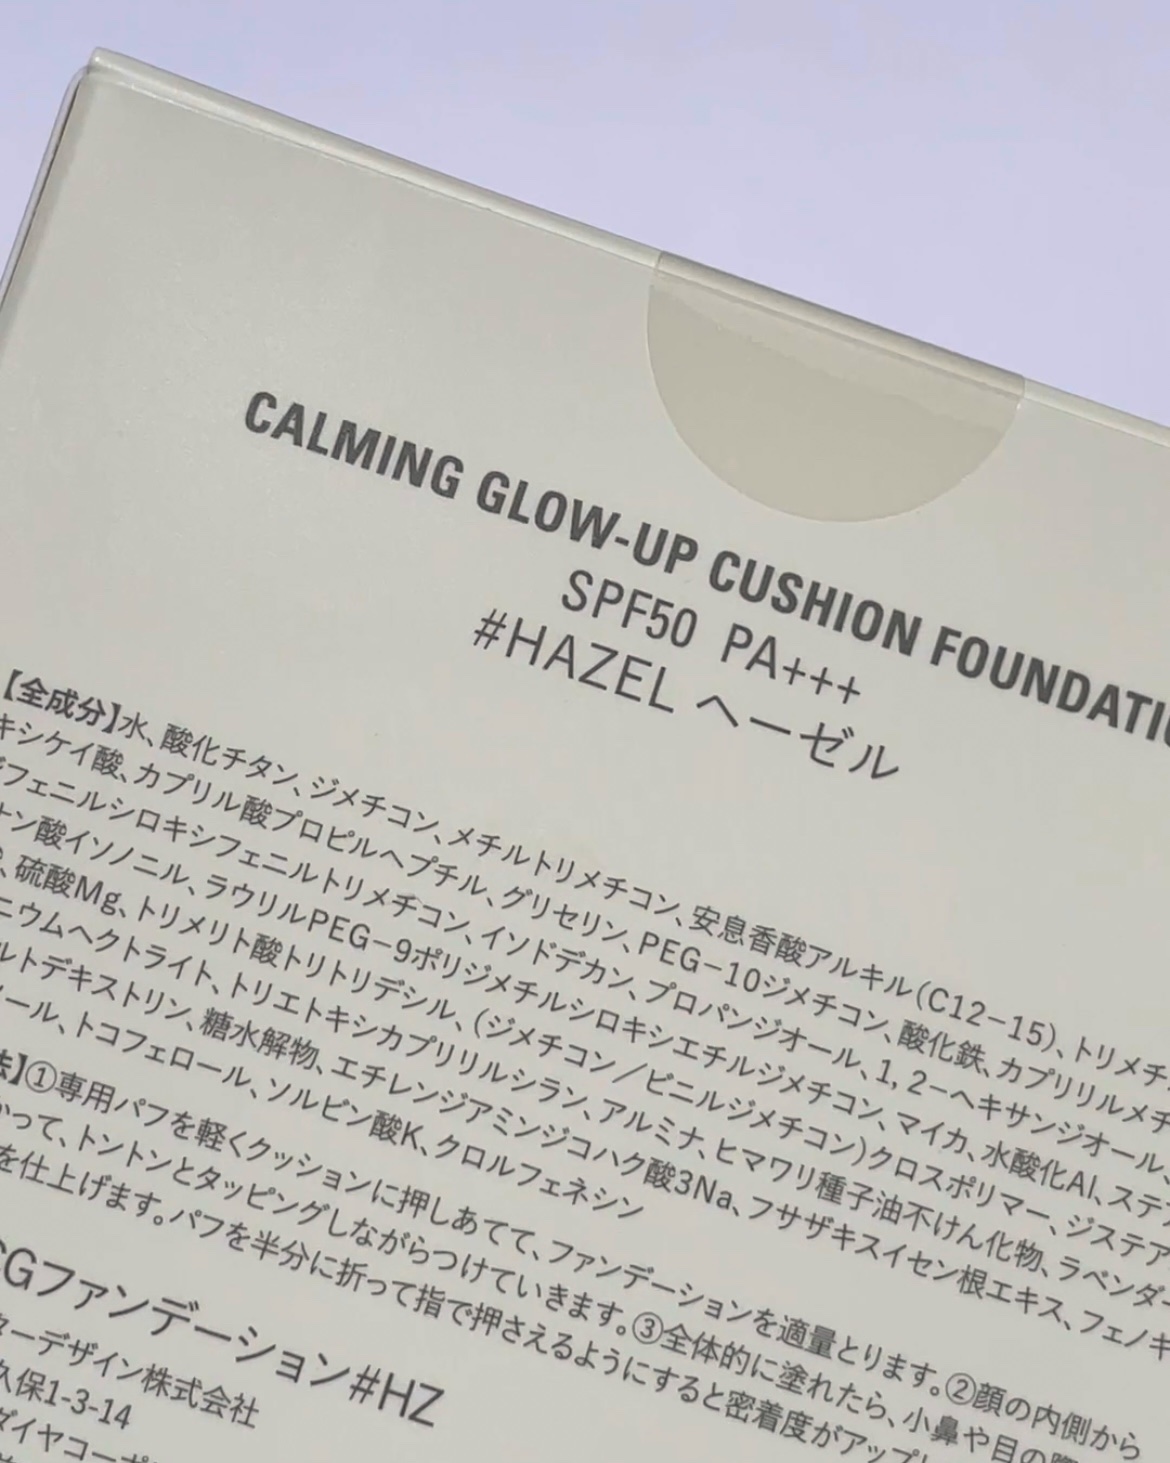 CALMING GLOW-UP CUSHION FOUNDATIO
SPF50 PA+++
#HAZEL ヘーゼル
【全成分】水、酸化チタン、ジメチコン、メチルトリメチコン、安息香酸アルキル(C12-15)、トリメチ
キシケイ酸、カプリル酸プロピルヘプチル、グリセリン、PEG-10ジメチコン、酸化鉄、カプリリルメチ
フェニルシロキシフェニルトリメチコン、イソドデカン、プロパンジオール、1,2-ヘキサンジオール、
ナン酸イソノニル、ラウリルPEG-9ポリジメチルシロキシエチルジメチコン、マイカ、水酸化Al、ステア
、硫酸Mg、トリメリト酸トリトリデシル、(ジメチコン/ビニルジメチコン)クロスポリマー、ジステア
ニウムヘクトライト、トリエトキシカプリリルシラン、アルミナ、ヒマワリ種子油不けん化物、ラベンダー
ルトデキストリン、糖水解物、エチレンジアミンジコハク酸3Na、フサザキスイセン根エキス、フェノキ
ール、トコフェロール、ソルビン酸K、クロルフェネシン
法】①専用パフを軽くクッションに押しあてて、ファンデーションを適量とります。②顔の内側から
かって、トントンとタッピングしながらつけていきます。③全体的に塗れたら、小鼻や目の際
を仕上げます。パフを半分に折って指で押さえるようにすると密着度がアップし
CGファンデーション#HZ
ターデザイン株式会社
久保1-3-14
ダイヤコーポ